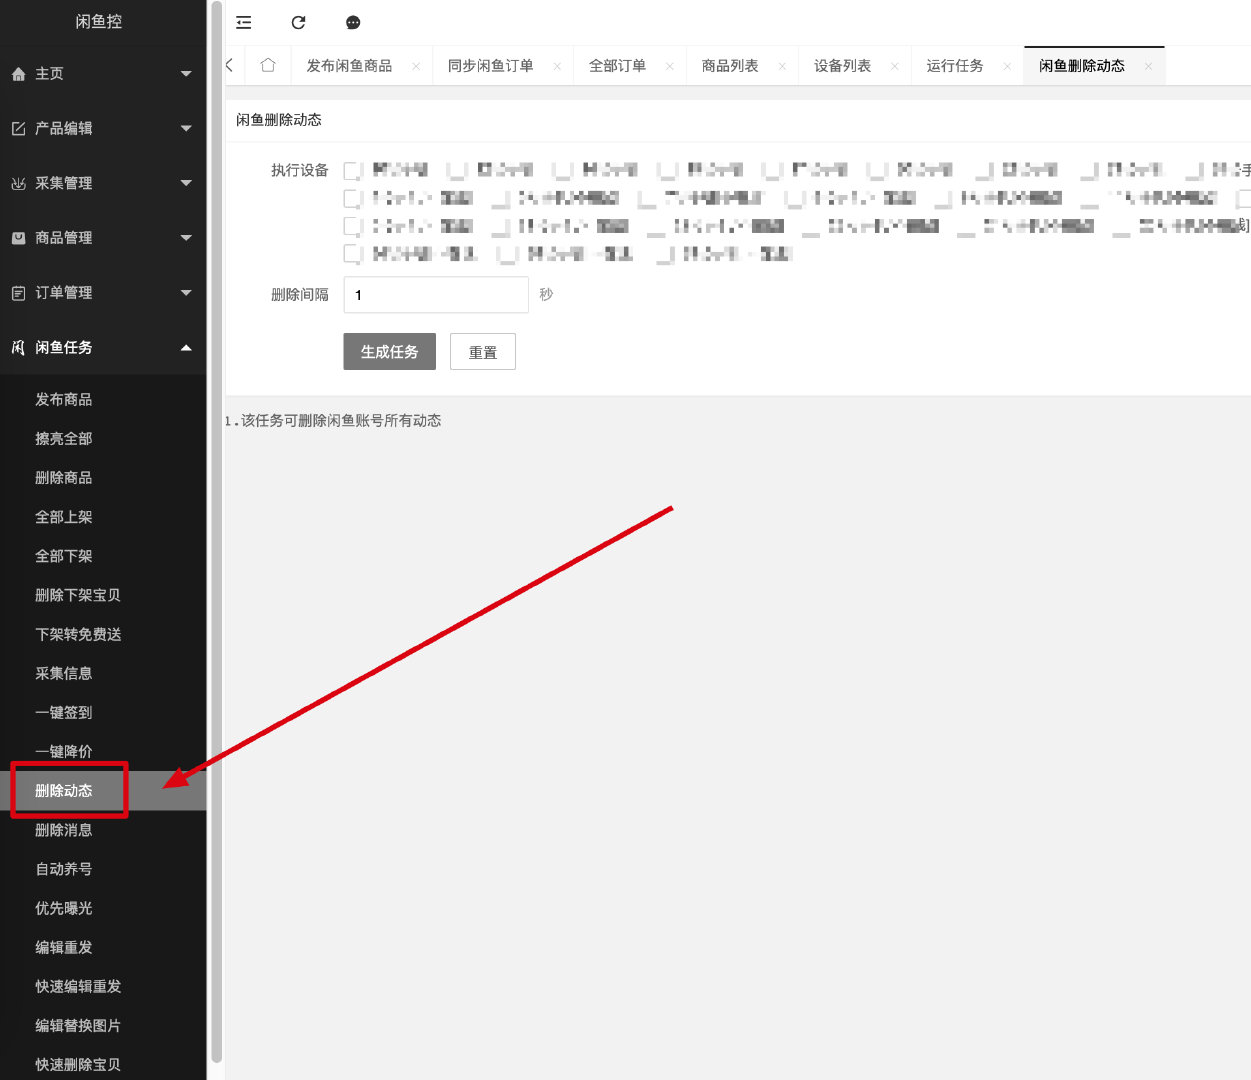 闲鱼控
主页
产品编辑
采集管理
商品管理
订单管理
闲鱼任务
发布商品
擦亮全部
删除商品
全部上架
全部下架
删除下架宝贝
下架转免费送
采集信息
一键签到
一键降价
删除动态
删除消息
自动养号
优先曝光
编辑重发
快速编辑重发
编辑替换图片
快速删除宝贝
发布闲鱼商品 同步闲鱼订单 全部订单 商品列表 设备列表 运行任务 闲鱼删除动态
闲鱼删除动态
执行设备
删除间隔 1 秒
生成任务 重置
1.该任务可删除闲鱼账号所有动态